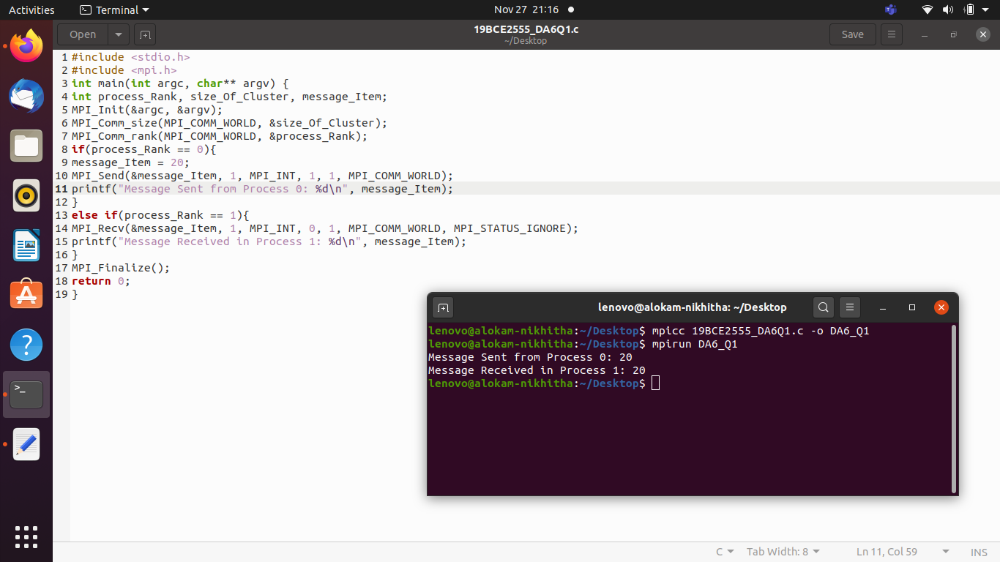 Activities
Terminal
Nov 27 21:16
Open
19BCE2555_DA6Q1.c
~/Desktop
Save
1 #include <stdio.h>
2 #include <mpi.h>
3 int main(int argc, char** argv) {
4 int process_Rank, size_Of_Cluster, message_Item;
5 MPI_Init(&argc, &argv);
6 MPI_Comm_size(MPI_COMM_WORLD, &size_Of_Cluster);
7 MPI_Comm_rank(MPI_COMM_WORLD, &process_Rank);
8 if(process_Rank == 0){
9 message_Item = 20;
10 MPI_Send(&message_Item, 1, MPI_INT, 1, 1, MPI_COMM_WORLD);
11 printf("Message Sent from Process 0: %d\n", message_Item);
12 }
13 else if(process_Rank == 1){
14 MPI_Recv(&message_Item, 1, MPI_INT, 0, 1, MPI_COMM_WORLD, MPI_STATUS_IGNORE);
15 printf("Message Received in Process 1: %d\n", message_Item);
16 }
17 MPI_Finalize();
18 return 0;
19 }
lenovo@alokam-nikhitha: ~/Desktop
lenovo@alokam-nikhitha:~/Desktop$ mpicc 19BCE2555_DA6Q1.c -o DA6_Q1
lenovo@alokam-nikhitha:~/Desktop$ mpirun DA6_Q1
Message Sent from Process 0: 20
Message Received in Process 1: 20
lenovo@alokam-nikhitha:~/Desktop$
C
Tab Width: 8
Ln 11, Col 59
INS